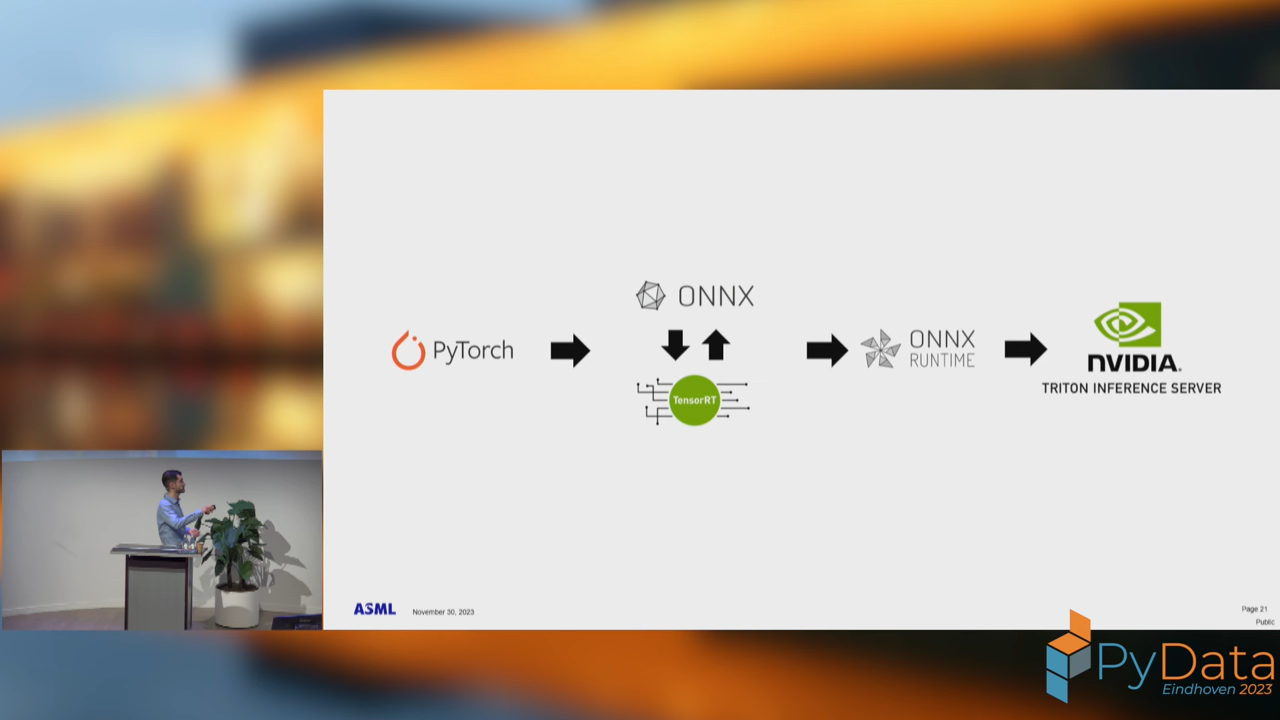 PyTorch
ONNX
TensorRT
ONNX
RUNTIME
NVIDIA.
TRITON INFERENCE SERVER
ASML
November 30, 2023
Page 21
Public
PyData
Eindhoven 2023